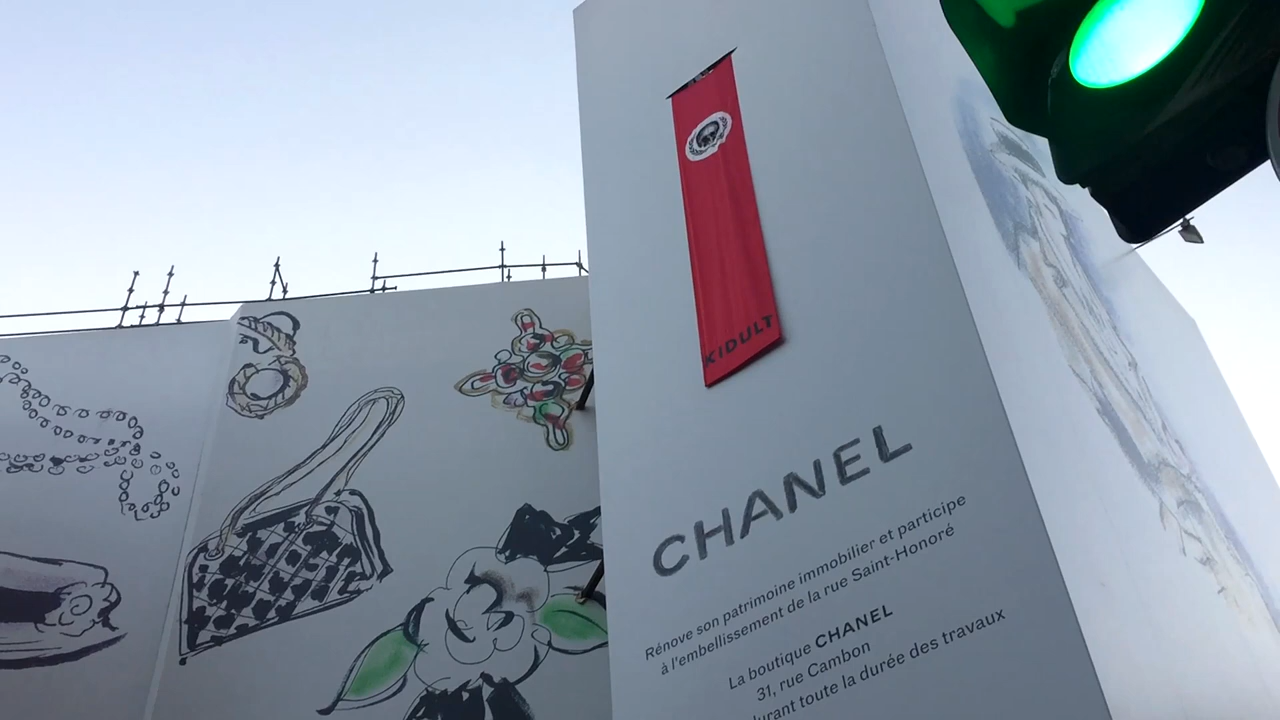 KIDULT
CHANEL
Rénove son patrimoine immobilier et participe
à l'embellissement de la rue Saint-Honoré
La boutique CHANEL
31, rue Cambon
durant toute la durée des travaux